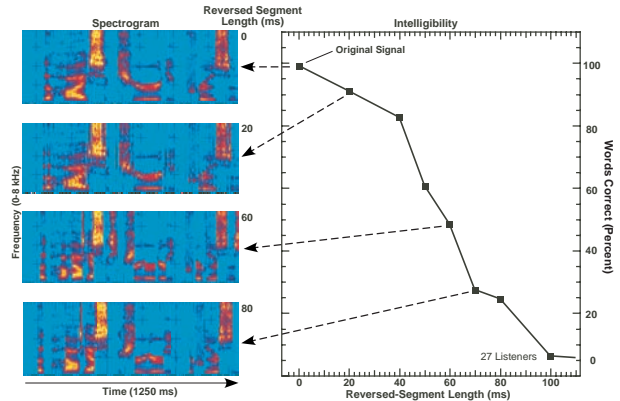 Reversed Segment
Length (ms)
Spectrogram
Intelligibility
0
20
60
80
Frequency (0-8 kHz)
Time (1250 ms)
Original Signal
27 Listeners
100
80
60
40
20
0
Words Correct (Percent)
0 20 40 60 80 100
Reversed-Segment Length (ms)